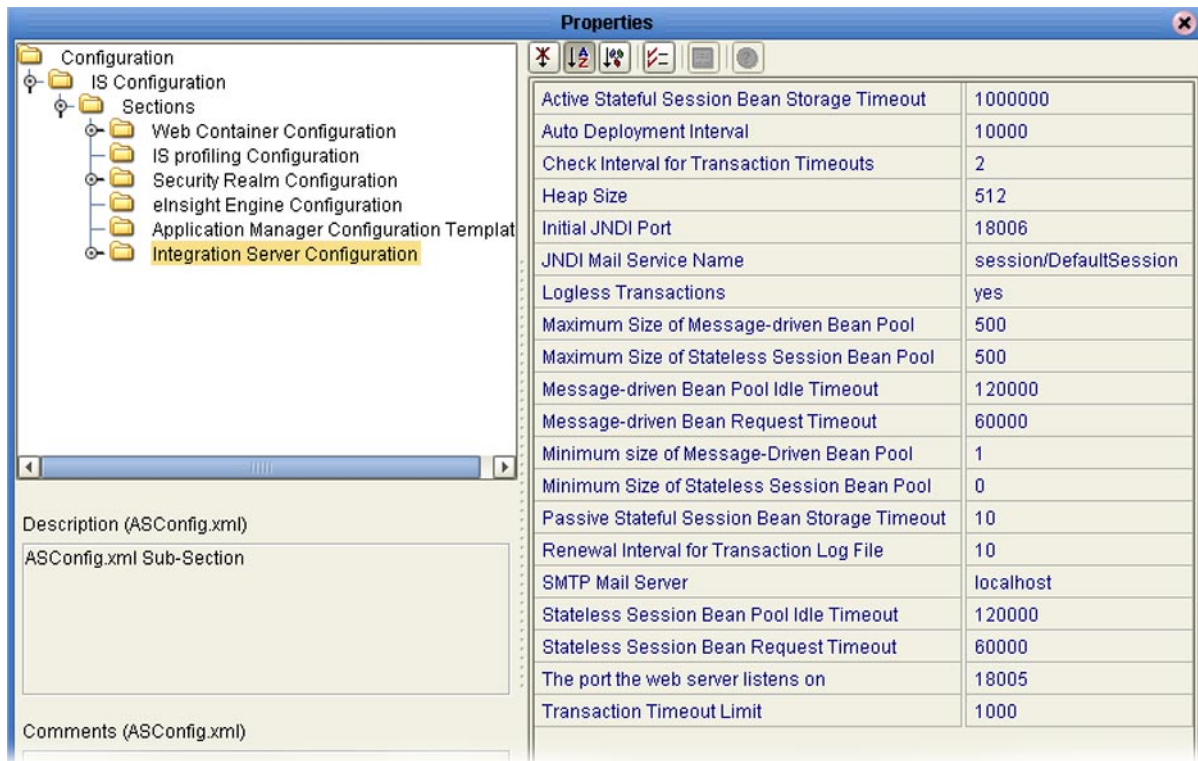 Properties
Configuration
IS Configuration
Sections
Web Container Configuration
IS profiling Configuration
Security Realm Configuration
eInsight Engine Configuration
Application Manager Configuration Templat
Integration Server Configuration
Description (ASConfig.xml)
ASConfig.xml Sub-Section
Comments (ASConfig.xml)
Active Stateful Session Bean Storage Timeout 1000000
Auto Deployment Interval 10000
Check Interval for Transaction Timeouts 2
Heap Size 512
Initial JNDI Port 18006
JNDI Mail Service Name session/DefaultSession
Logless Transactions yes
Maximum Size of Message-driven Bean Pool 500
Maximum Size of Stateless Session Bean Pool 500
Message-driven Bean Pool Idle Timeout 120000
Message-driven Bean Request Timeout 60000
Minimum size of Message-Driven Bean Pool 1
Minimum Size of Stateless Session Bean Pool 0
Passive Stateful Session Bean Storage Timeout 10
Renewal Interval for Transaction Log File 10
SMTP Mail Server localhost
Stateless Session Bean Pool Idle Timeout 120000
Stateless Session Bean Request Timeout 60000
The port the web server listens on 18005
Transaction Timeout Limit 1000